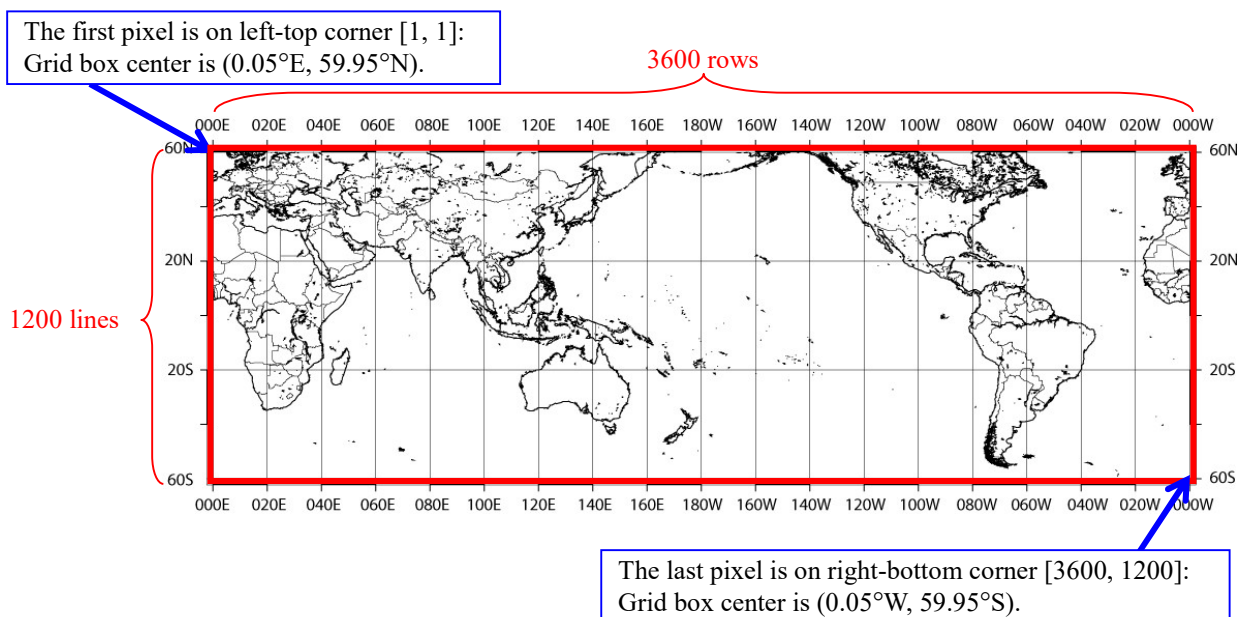 The first pixel is on left-top corner [1, 1]:
Grid box center is (0.05°E, 59.95°N).
3600 rows
000E 020E 040E 060E 080E 100E 120E 140E 160E 180W 160W 140W 120W 100W 080W 060W 040W 020W 000W
60N 60N
20N 20N
1200 lines
20S 20S
60S 60S
000E 020E 040E 060E 080E 100E 120E 140E 160E 180W 160W 140W 120W 100W 080W 060W 040W 020W 000W
The last pixel is on right-bottom corner [3600, 1200]:
Grid box center is (0.05°W, 59.95°S).